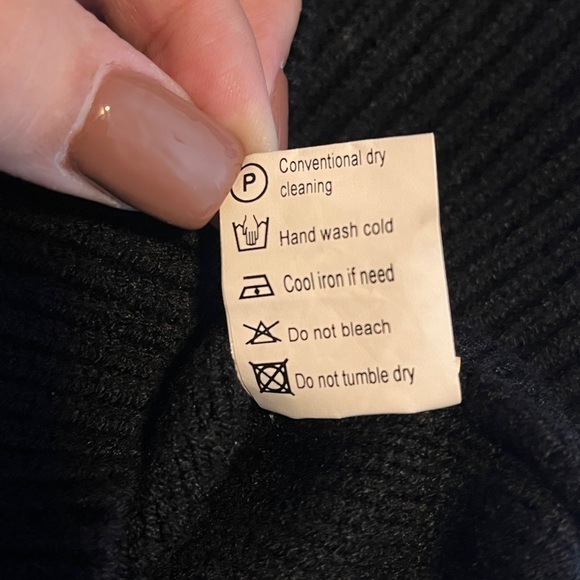 P Conventional dry
cleaning
Hand wash cold
Cool iron if need
Do not bleach
Do not tumble dry